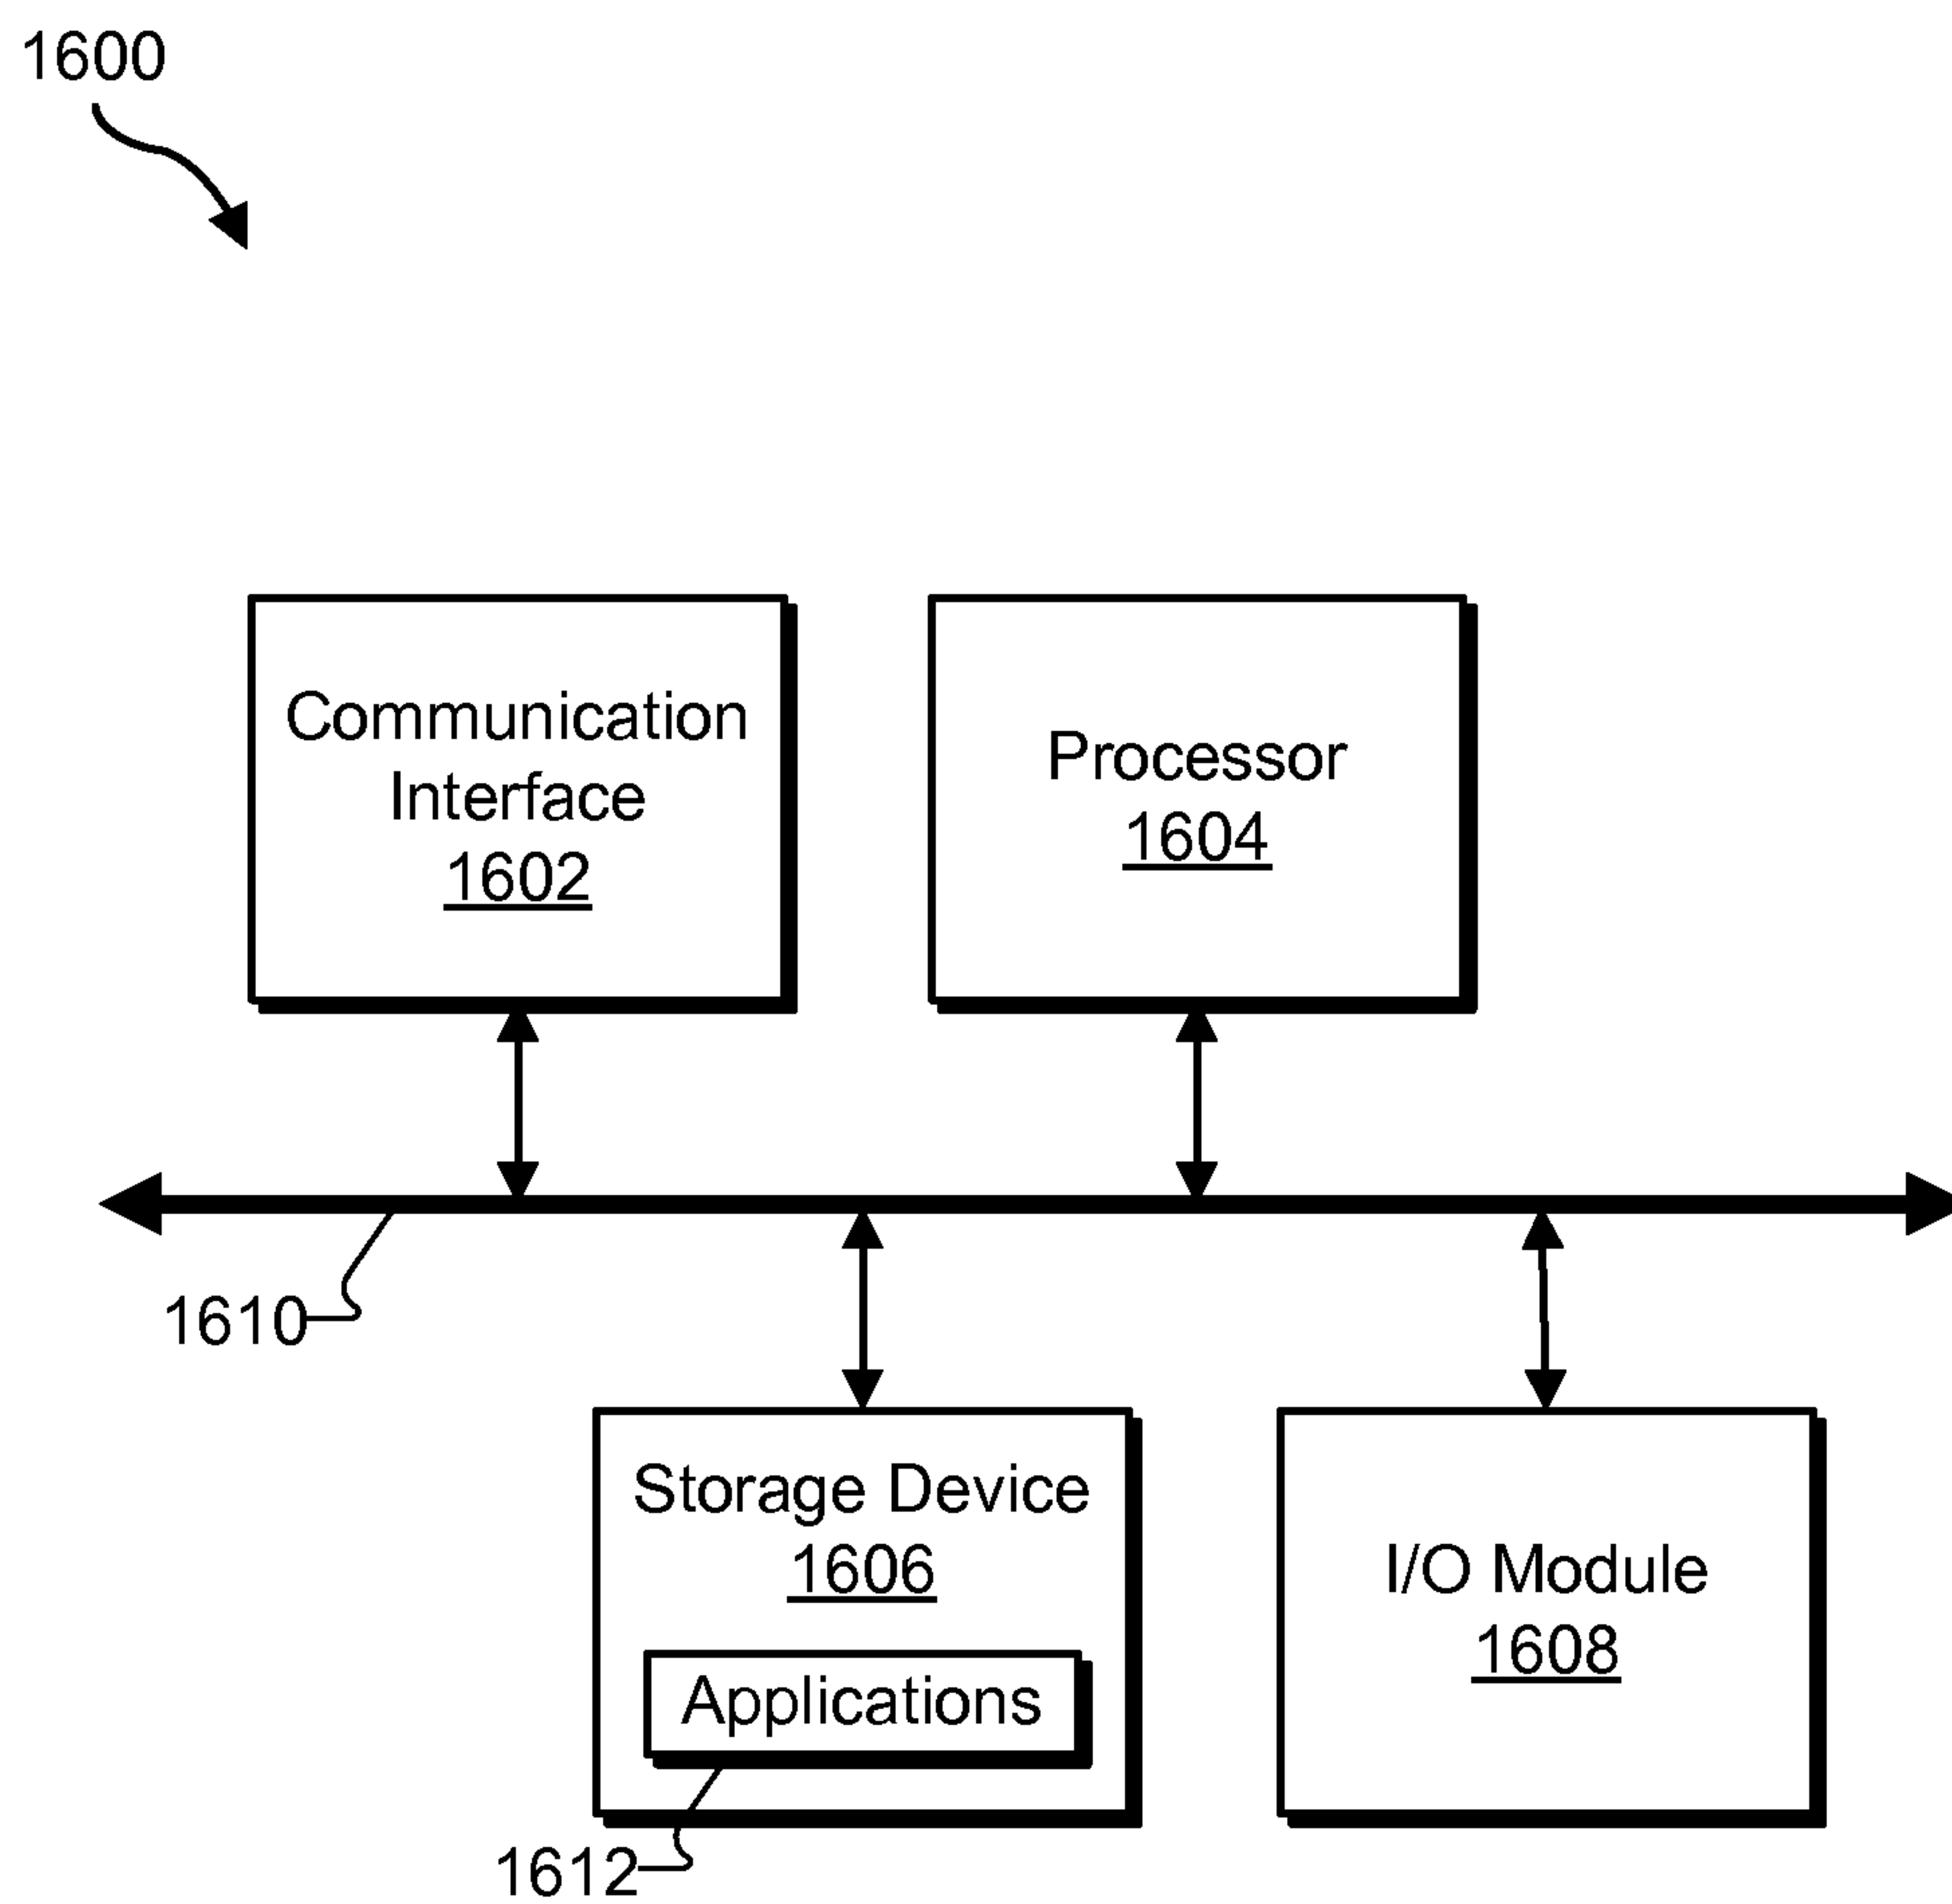 1600
Communication
Interface
1602
Processor
1604
1610
Storage Device
1606
Applications
1612
I/O Module
1608